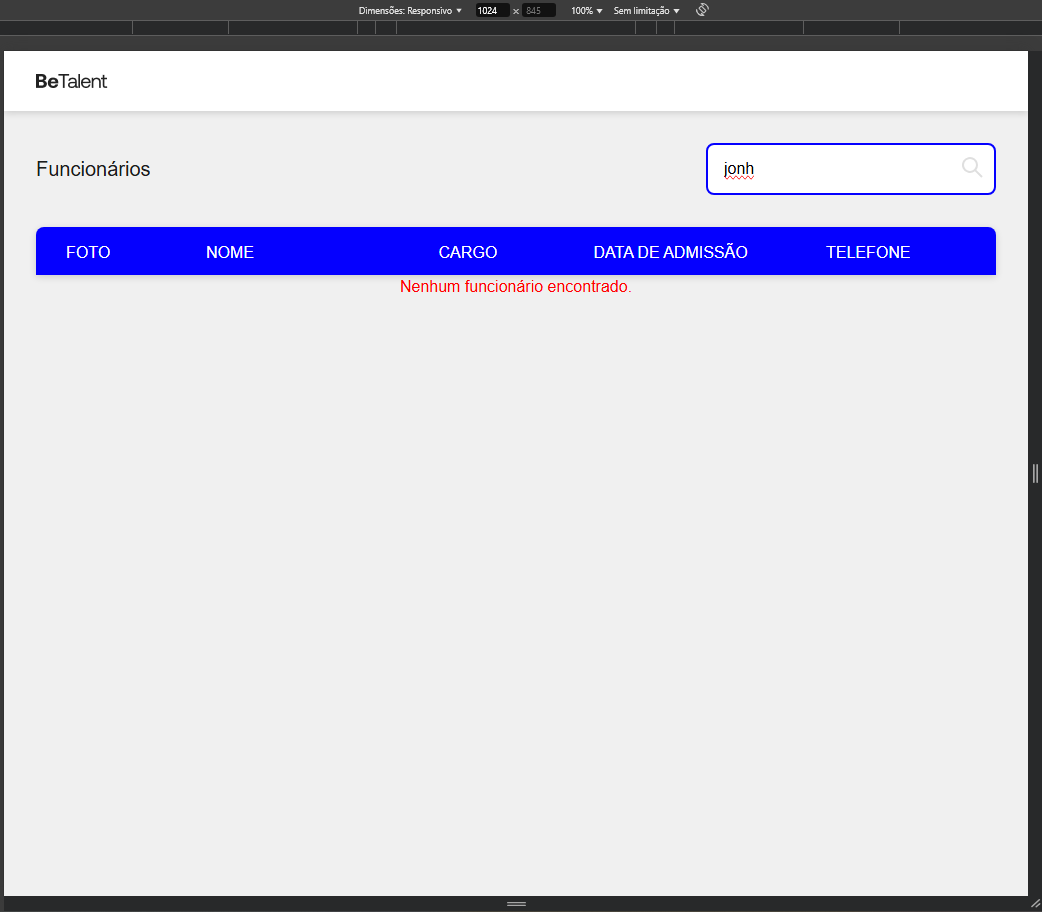 Dimensões: Responsivo 1024 × 845 100% Sem limitação
BeTalent
Funcionários
jonh
FOTO NOME CARGO DATA DE ADMISSÃO TELEFONE
Nenhum funcionário encontrado.